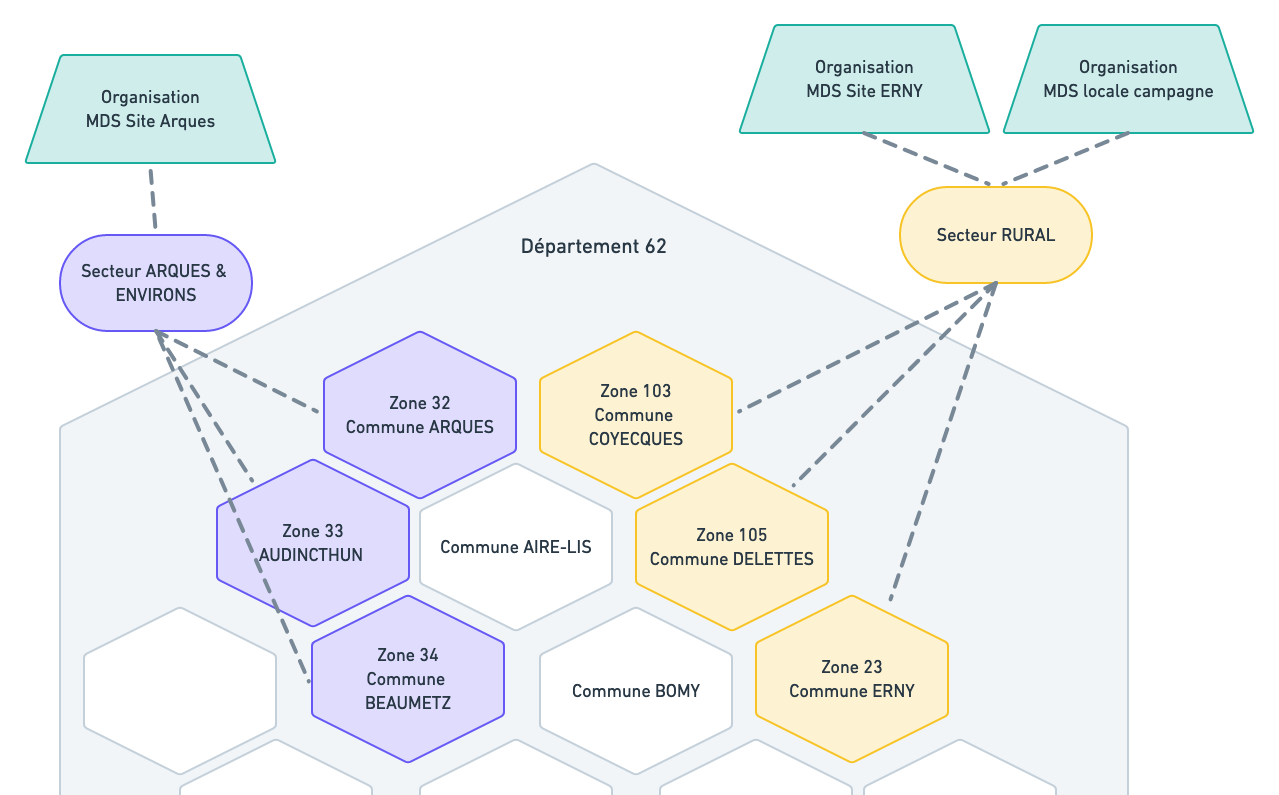 Organisation
MDS Site Arques
Organisation
MDS Site ERNY
Organisation
MDS locale campagne
Secteur ARQUES &
ENVIRONS
Secteur RURAL
Département 62
Zone 32
Commune ARQUES
Zone 103
Commune
COYECQUES
Zone 33
AUDINCTHUN
Commune AIRE-LIS
Zone 105
Commune DELETTES
Zone 34
Commune
BEAUMETZ
Commune BOMY
Zone 23
Commune ERNY